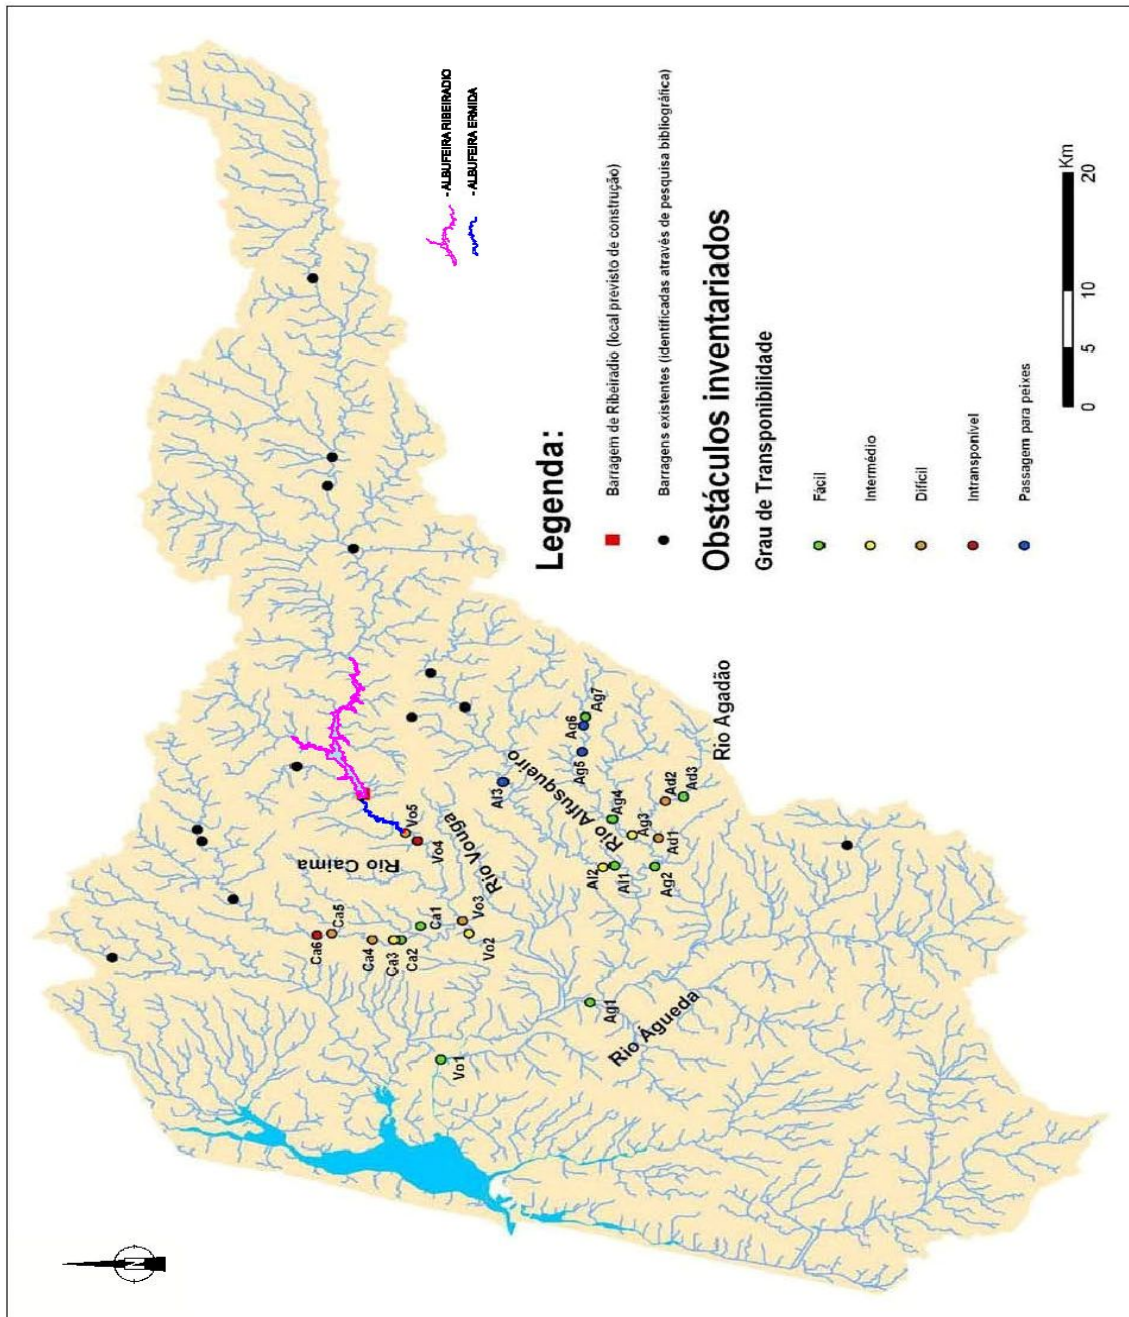 - ALBUFEIRA RIBEIRADIO
- ALBUFEIRA ERMIDA
Legenda:
Barragem de Ribeiradio (local previsto de construção)
Barragens existentes (identificadas através de pesquisa bibliográfica)
Obstáculos inventariados
Grau de Transponibilidade
Fácil
Intermédio
Difícil
Intransponível
Passagem para peixes
0 5 10 20
Km
Rio Caima
Rio Vouga
Rio Alfusqueiro
Rio Agadão
Rio Águeda
Ca6
Ca5
Ca4
Ca3
Ca2
Ca1
Vo5
Vo4
Vo3
Vo2
Vo1
Al3
Al2
Al1
Ag7
Ag6
Ag5
Ag4
Ag3
Ag2
Ag1
Ad1
Ad2
Ad3
N